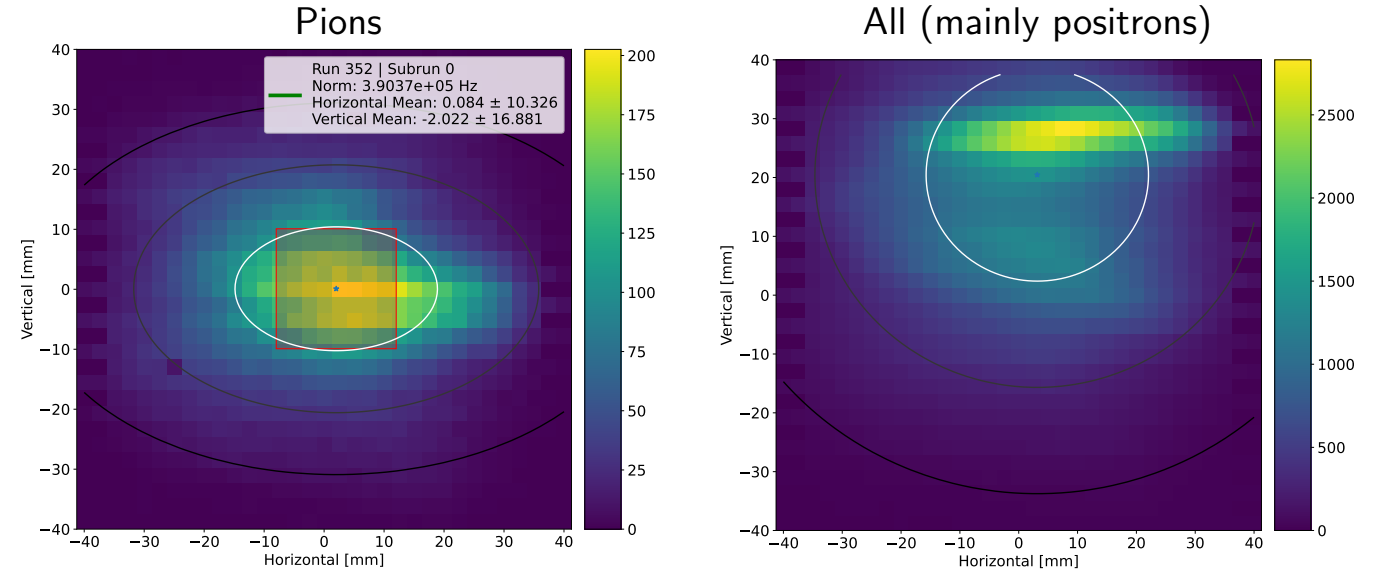 Pions
All (mainly positrons)
Run 352 | Subrun 0
Norm: 3.9037e+05 Hz
Horizontal Mean: 0.084 ± 10.326
Vertical Mean: -2.022 ± 16.881
40
30
20
10
0
−10
−20
−30
−40
Vertical [mm]
−40 −30 −20 −10 0 10 20 30 40
Horizontal [mm]
200
175
150
125
100
75
50
25
0
40
30
20
10
0
−10
−20
−30
−40
Vertical [mm]
−40 −30 −20 −10 0 10 20 30 40
Horizontal [mm]
2500
2000
1500
1000
500
0